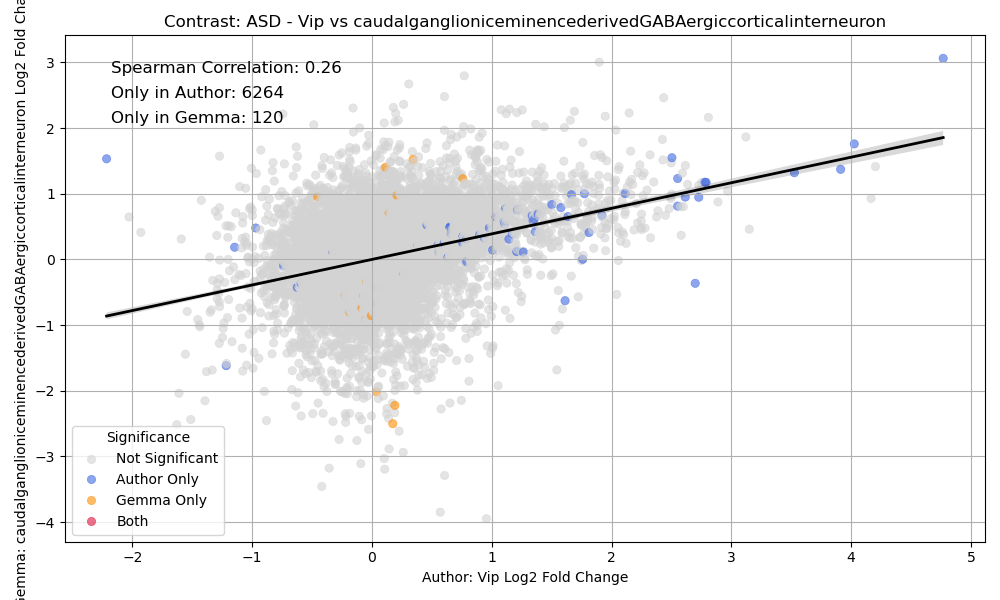 Contrast: ASD - Vip vs caudalganglioniceminencederivedGABAergiccorticalinterneuron
Spearman Correlation: 0.26
Only in Author: 6264
Only in Gemma: 120
3
2
1
0
−1
−2
−3
−4
Significance
Not Significant
Author Only
Gemma Only
Both
−2
−1
0
1
2
3
4
5
Author: Vip Log2 Fold Change
caudalganglioniceminencederivedGABAergiccorticalinterneuron Log2 Fold